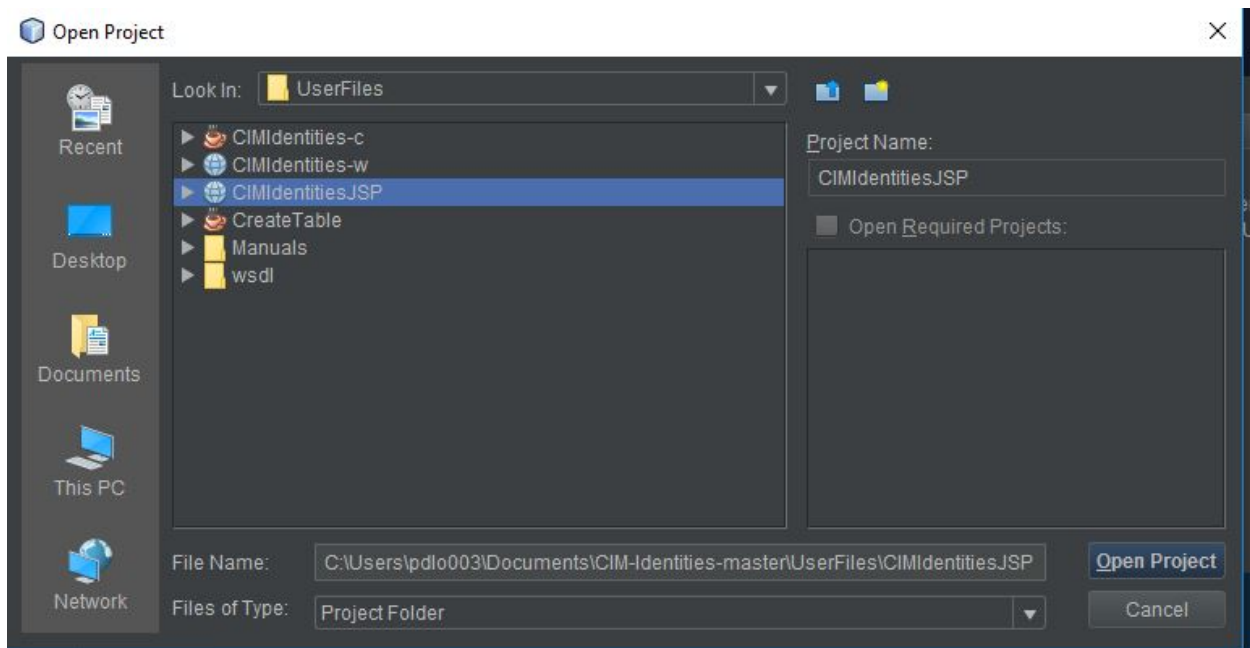 Open Project
Look In: UserFiles
Recent
Desktop
Documents
This PC
Network
CIMIdentities-c
CIMIdentities-w
CIMIdentitiesJSP
CreateTable
Manuals
wsdl
Project Name:
CIMIdentitiesJSP
Open Required Projects:
File Name: C:\Users\pdlo003\Documents\CIM-Identities-master\UserFiles\CIMIdentitiesJSP
Open Project
Files of Type: Project Folder
Cancel